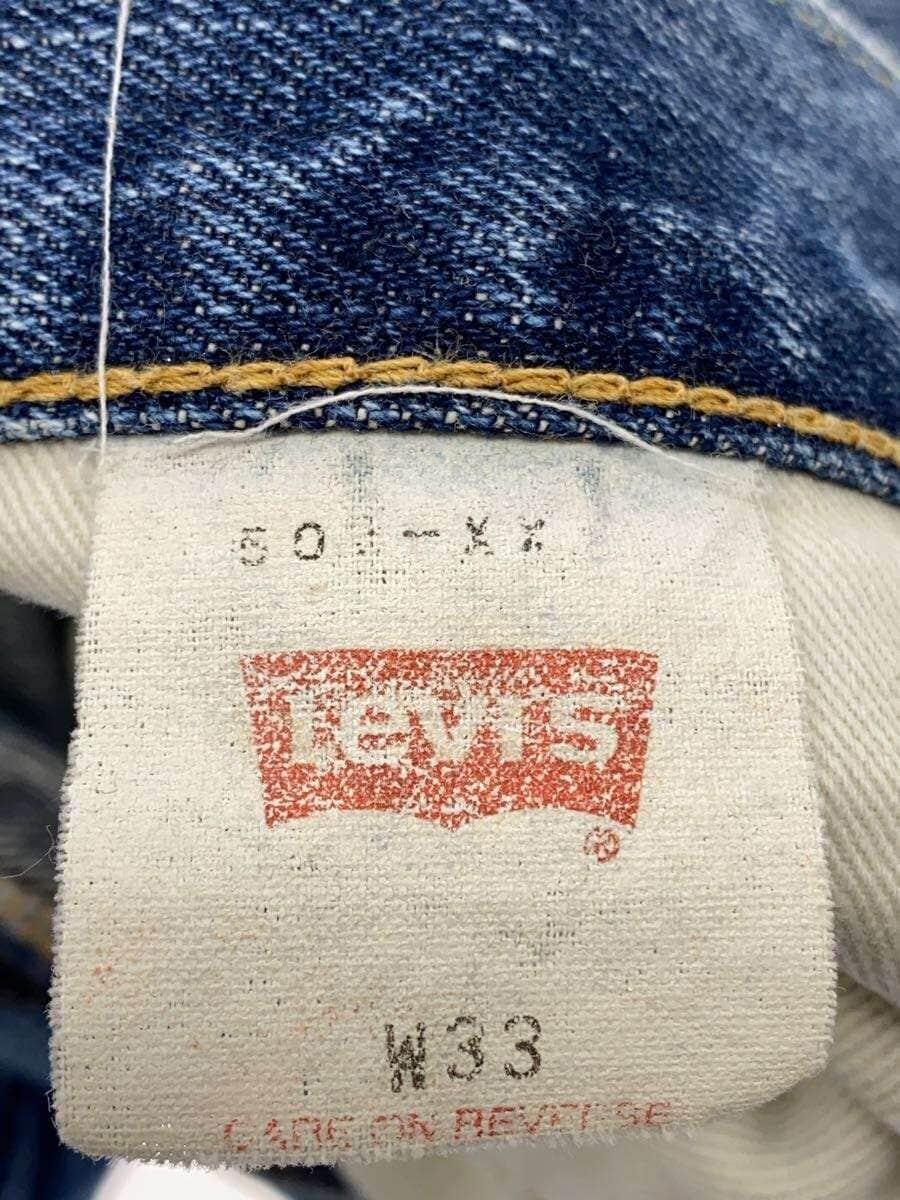 501-XX
Levi's
®
W33
CARE ON REVERSE